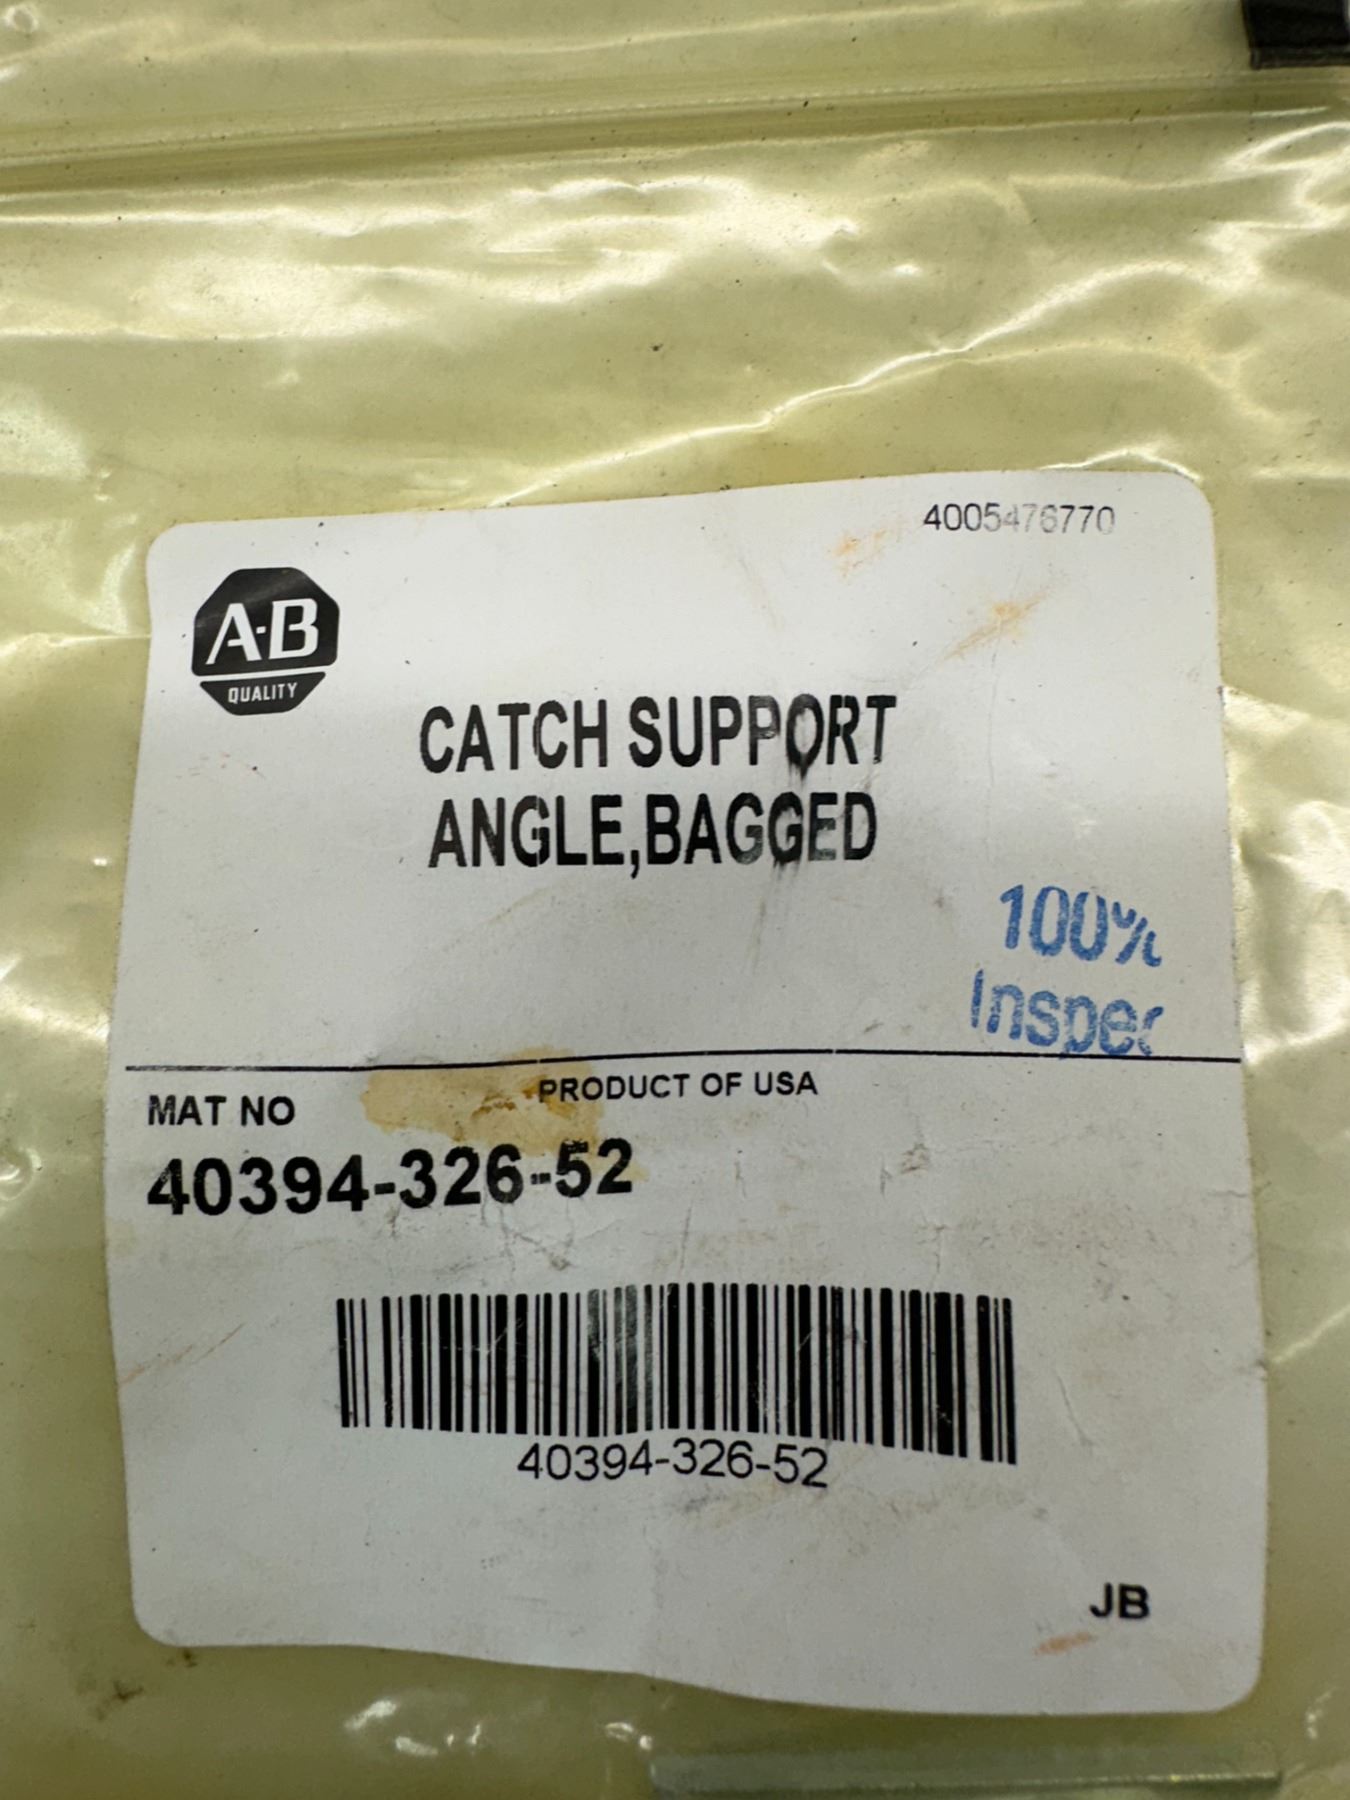 4005476770
A-B
QUALITY
CATCH SUPPORT
ANGLE,BAGGED
100%
Inspec
PRODUCT OF USA
MAT NO
40394-326-52
40394-326-52
JB